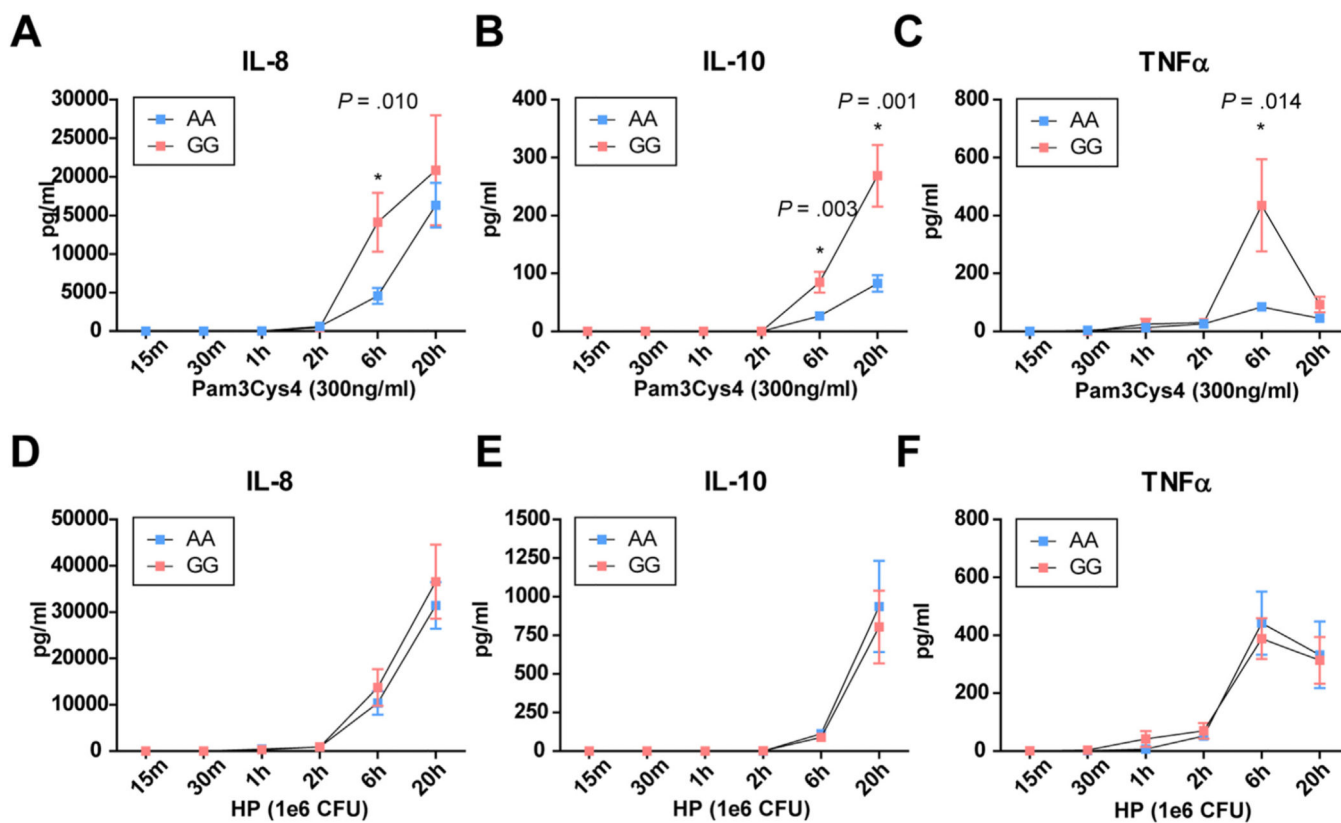 A
IL-8
30000
25000
20000
15000
10000
5000
0
pg/ml
AA
GG
P = .010
*
15m
30m
1h
2h
6h
20h
Pam3Cys4 (300ng/ml)
B
IL-10
400
300
200
100
0
pg/ml
AA
GG
P = .001
*
P = .003
*
15m
30m
1h
2h
6h
20h
Pam3Cys4 (300ng/ml)
C
TNFα
800
600
400
200
0
pg/ml
AA
GG
P = .014
*
15m
30m
1h
2h
6h
20h
Pam3Cys4 (300ng/ml)
D
IL-8
50000
40000
30000
20000
10000
0
pg/ml
AA
GG
15m
30m
1h
2h
6h
20h
HP (1e6 CFU)
E
IL-10
1500
1250
1000
750
500
250
0
pg/ml
AA
GG
15m
30m
1h
2h
6h
20h
HP (1e6 CFU)
F
TNFα
800
600
400
200
0
pg/ml
AA
GG
15m
30m
1h
2h
6h
20h
HP (1e6 CFU)